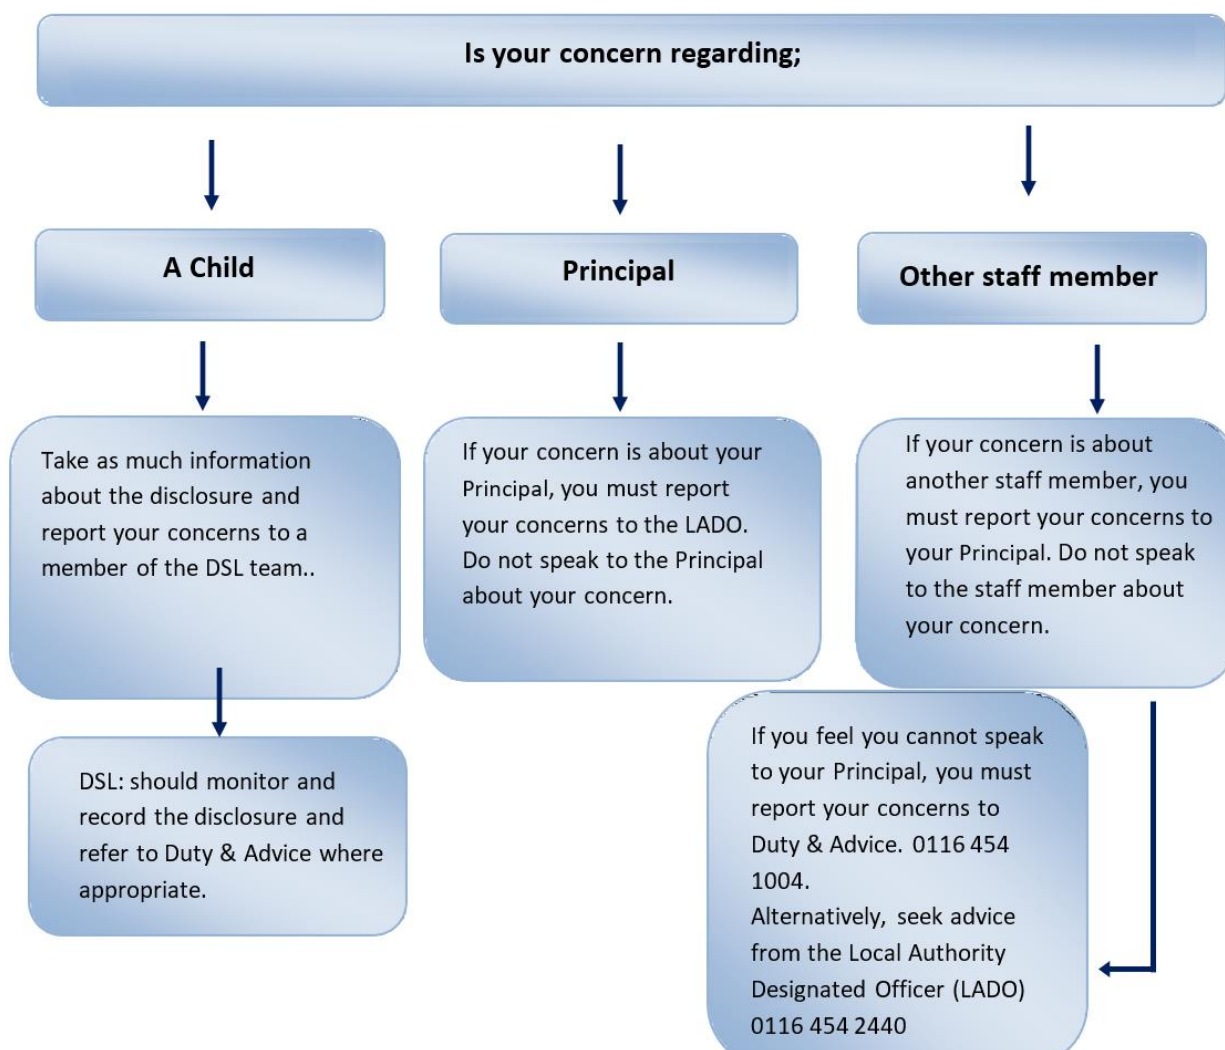 Is your concern regarding;
A Child
Principal
Other staff member
Take as much information
about the disclosure and
report your concerns to a
member of the DSL team..
If your concern is about your
Principal, you must report
your concerns to the LADO.
Do not speak to the Principal
about your concern.
If your concern is about
another staff member, you
must report your concerns to
your Principal. Do not speak
to the staff member about
your concern.
DSL: should monitor and
record the disclosure and
refer to Duty & Advice where
appropriate.
If you feel you cannot speak
to your Principal, you must
report your concerns to
Duty & Advice. 0116 454
1004.
Alternatively, seek advice
from the Local Authority
Designated Officer (LADO)
0116 454 2440